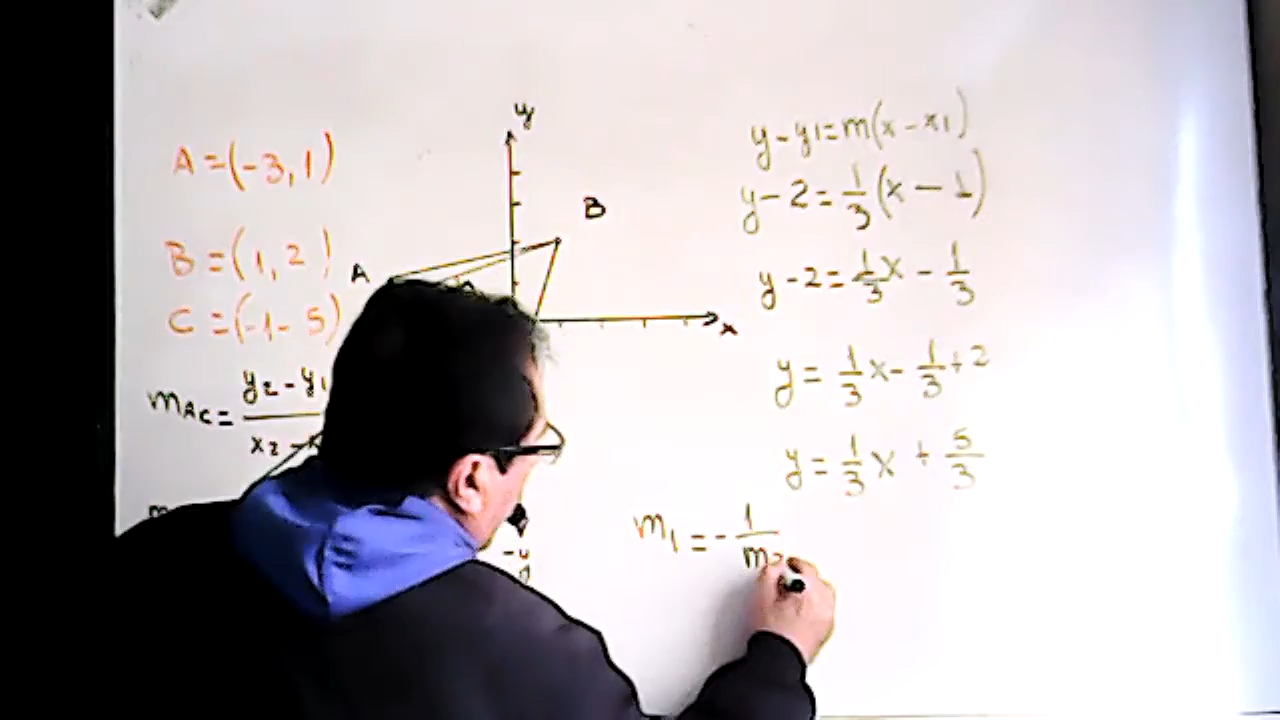 A = (-3, 1)
B = (1, 2)
C = (-1 - 5)
m_AC = (y2 - y1) / (x2 -
y
A
B
x
y - y1 = m(x - x1)
y - 2 = 1/3 (x - 1)
y - 2 = 1/3 x - 1/3
y = 1/3 x - 1/3 + 2
y = 1/3 x + 5/3
m1 = - 1/m2